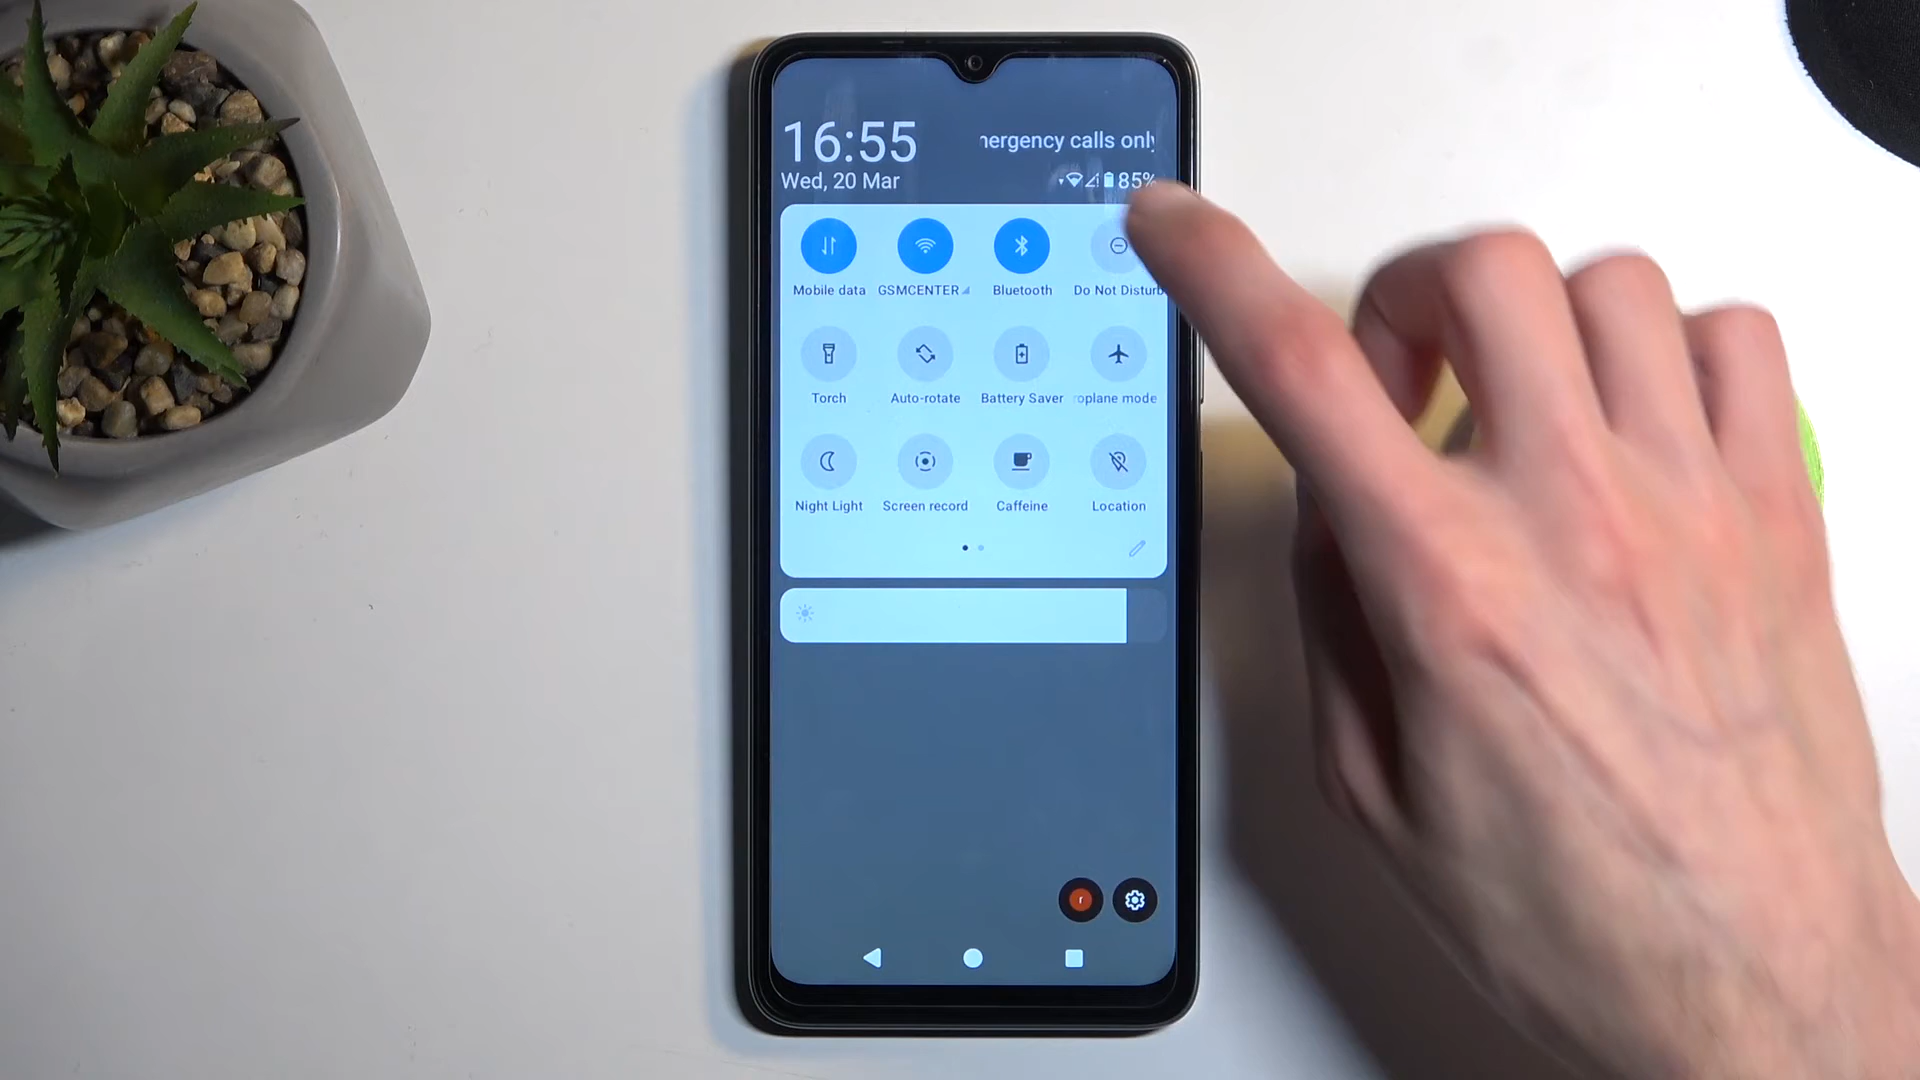 16:55
nergency calls only
Wed, 20 Mar
85%
Mobile data
GSMCENTER
Bluetooth
Do Not Disturb
Torch
Auto-rotate
Battery Saver
roplane mode
Night Light
Screen record
Caffeine
Location
r